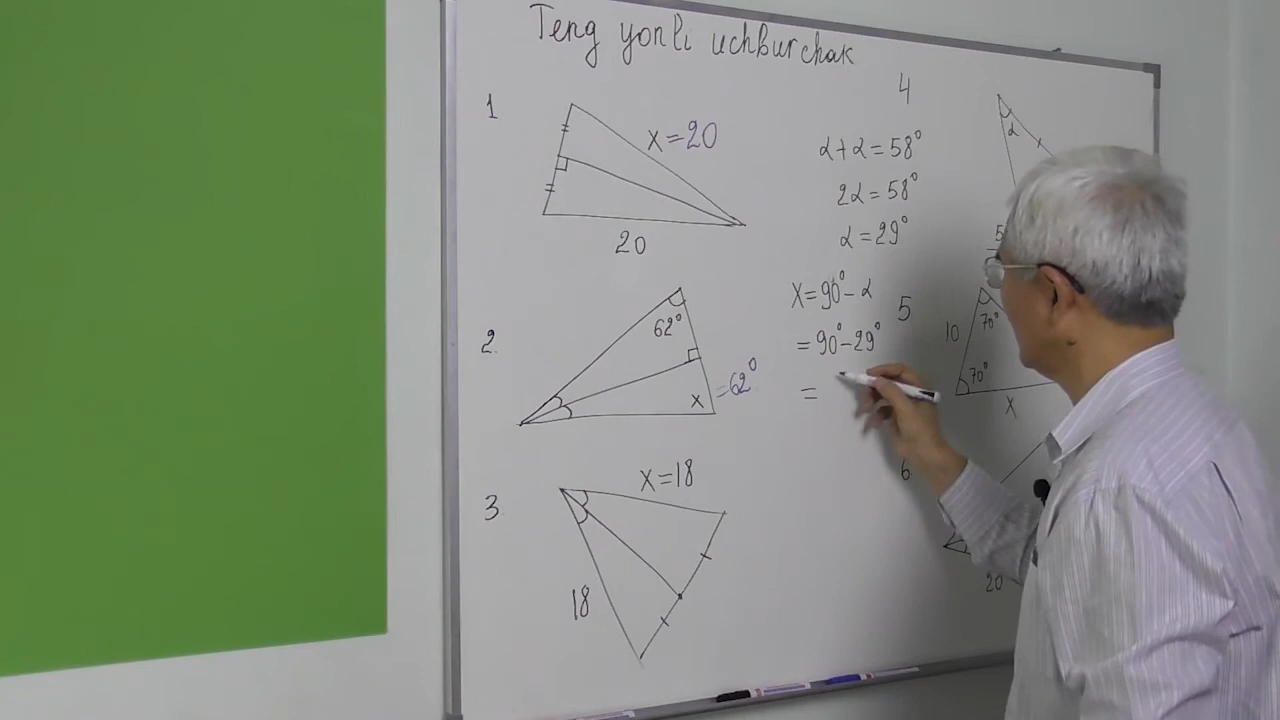 Teng yonli uchburchak
1
x=20
20
2.
62°
x
=62°
3
x=18
18
4
α+α=58°
2α=58°
α=29°
x=90°-α
=90°-29°
=
α
5
5
10
70°
70°
x
6.
20